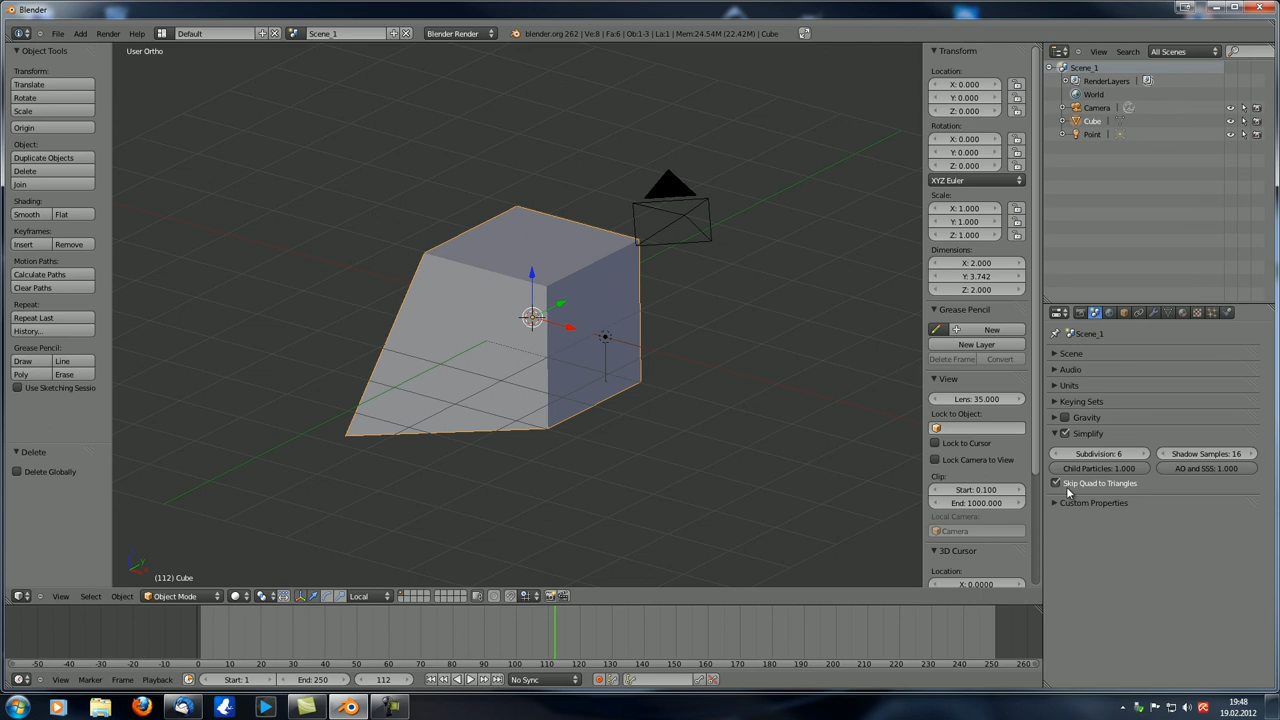 Blender
File Add Render Help Default Scene_1 Blender Render blender.org 262 | Ve:8 | Fa:6 | Ob:1-3 | La:1 | Mem:24.54M (22.42M) | Cube
Object Tools
Transform:
Translate
Rotate
Scale
Origin
Object:
Duplicate Objects
Delete
Join
Shading:
Smooth Flat
Keyframes:
Insert Remove
Motion Paths:
Calculate Paths
Clear Paths
Repeat:
Repeat Last
History...
Grease Pencil:
Draw Line
Poly Erase
Use Sketching Sessio
Delete
Delete Globally
User Ortho
(112) Cube
Transform
Location:
X: 0.000
Y: 0.000
Z: 0.000
Rotation:
X: 0.000
Y: 0.000
Z: 0.000
XYZ Euler
Scale:
X: 1.000
Y: 1.000
Z: 1.000
Dimensions:
X: 2.000
Y: 3.742
Z: 2.000
Grease Pencil
New
New Layer
Delete Frame Convert
View
Lens: 35.000
Lock to Object:
Lock to Cursor
Lock Camera to View
Clip:
Start: 0.100
End: 1000.000
Local Camera:
Camera
3D Cursor
Location:
X: 0.0000
View Search All Scenes
Scene_1
RenderLayers
World
Camera
Cube
Point
Scene_1
Scene
Audio
Units
Keying Sets
Gravity
Simplify
Subdivision: 6 Shadow Samples: 16
Child Particles: 1.000 AO and SSS: 1.000
Skip Quad to Triangles
Custom Properties
View Select Object Object Mode Local
-50 -40 -30 -20 -10 0 10 20 30 40 50 60 70 80 90 100 110 120 130 140 150 160 170 180 190 200 210 220 230 240 250 260
View Marker Frame Playback Start: 1 End: 250 112 No Sync
19:48
19.02.2012